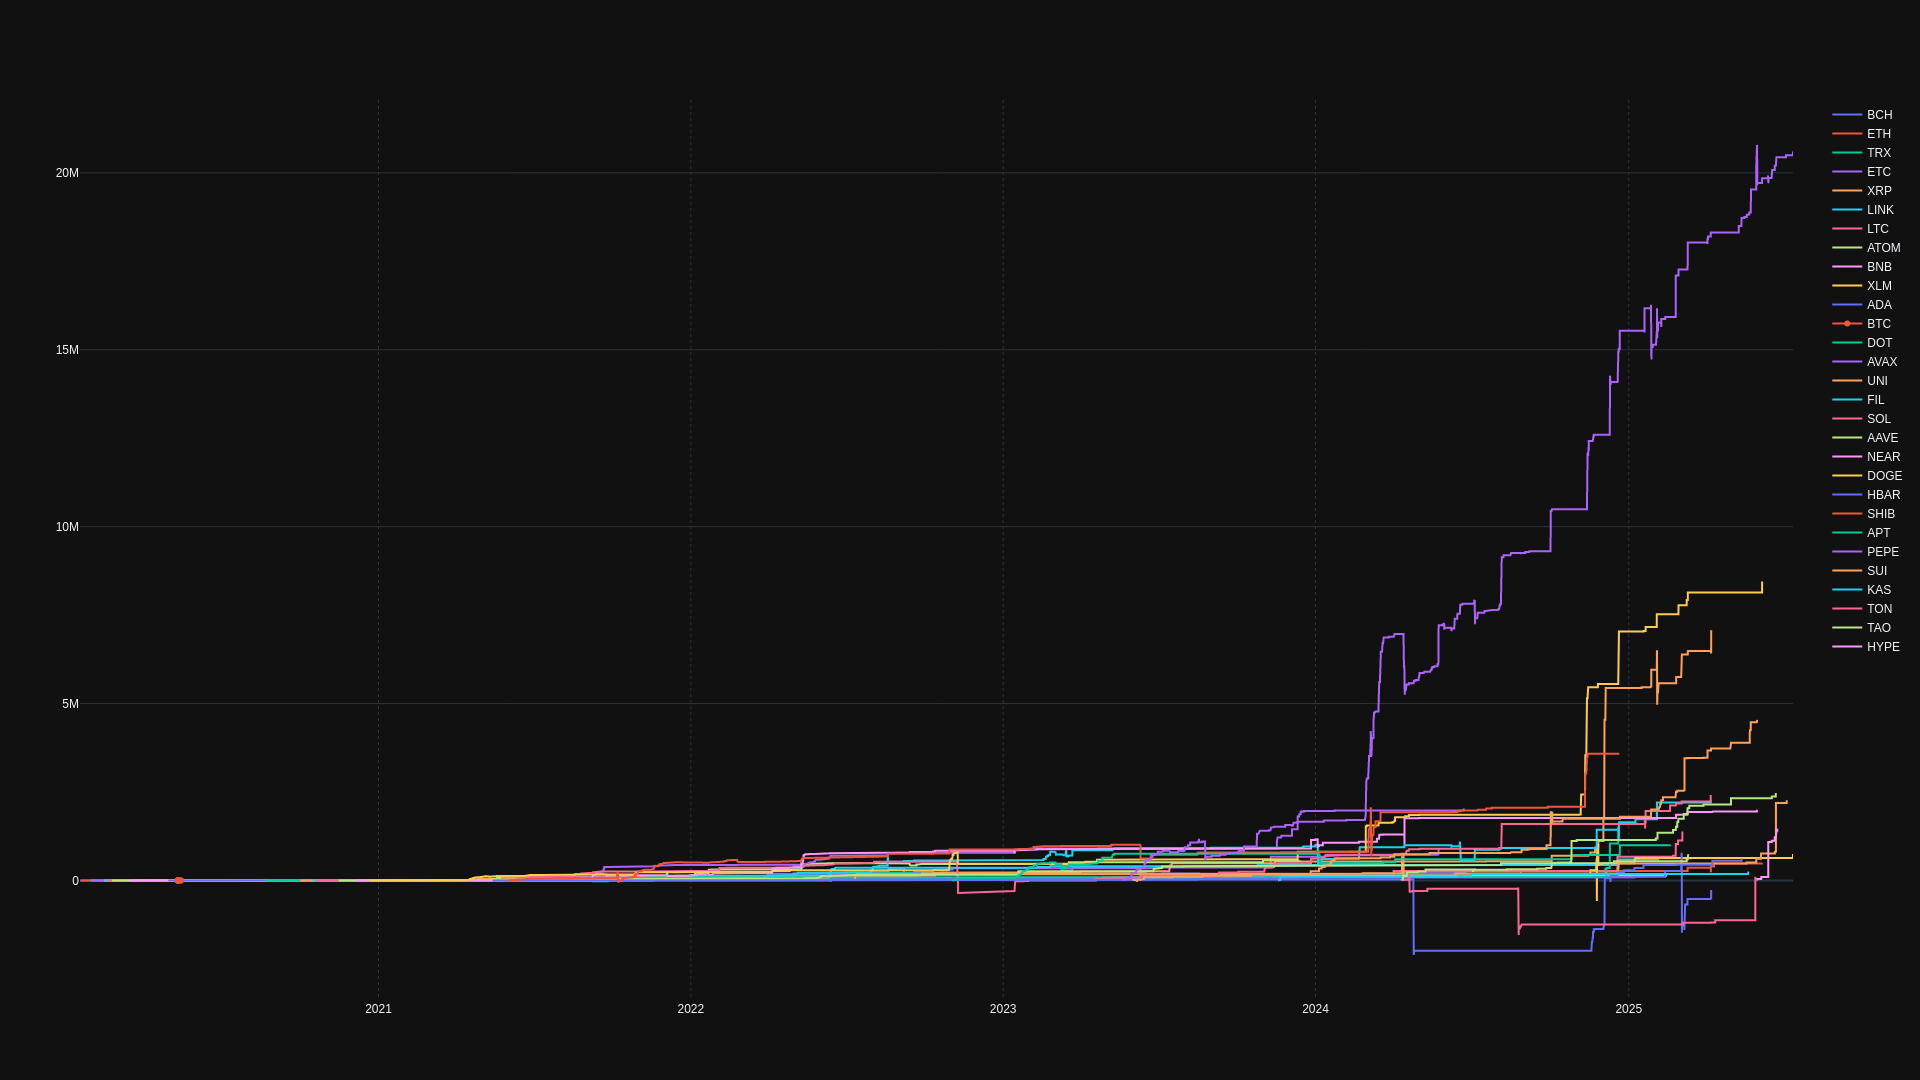 20M
15M
10M
5M
0
2021
2022
2023
2024
2025
BCH
ETH
TRX
ETC
XRP
LINK
LTC
ATOM
BNB
XLM
ADA
BTC
DOT
AVAX
UNI
FIL
SOL
AAVE
NEAR
DOGE
HBAR
SHIB
APT
PEPE
SUI
KAS
TON
TAO
HYPE